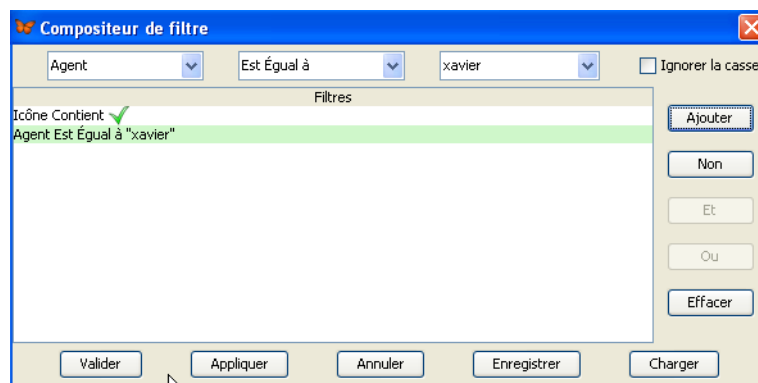 Compositeur de filtre
Agent Est Égual à xavier Ignorer la casse
Filtres
Icône Contient
Agent Est Égual à "xavier"
Ajouter
Non
Et
Ou
Effacer
Valider Appliquer Annuler Enregistrer Charger